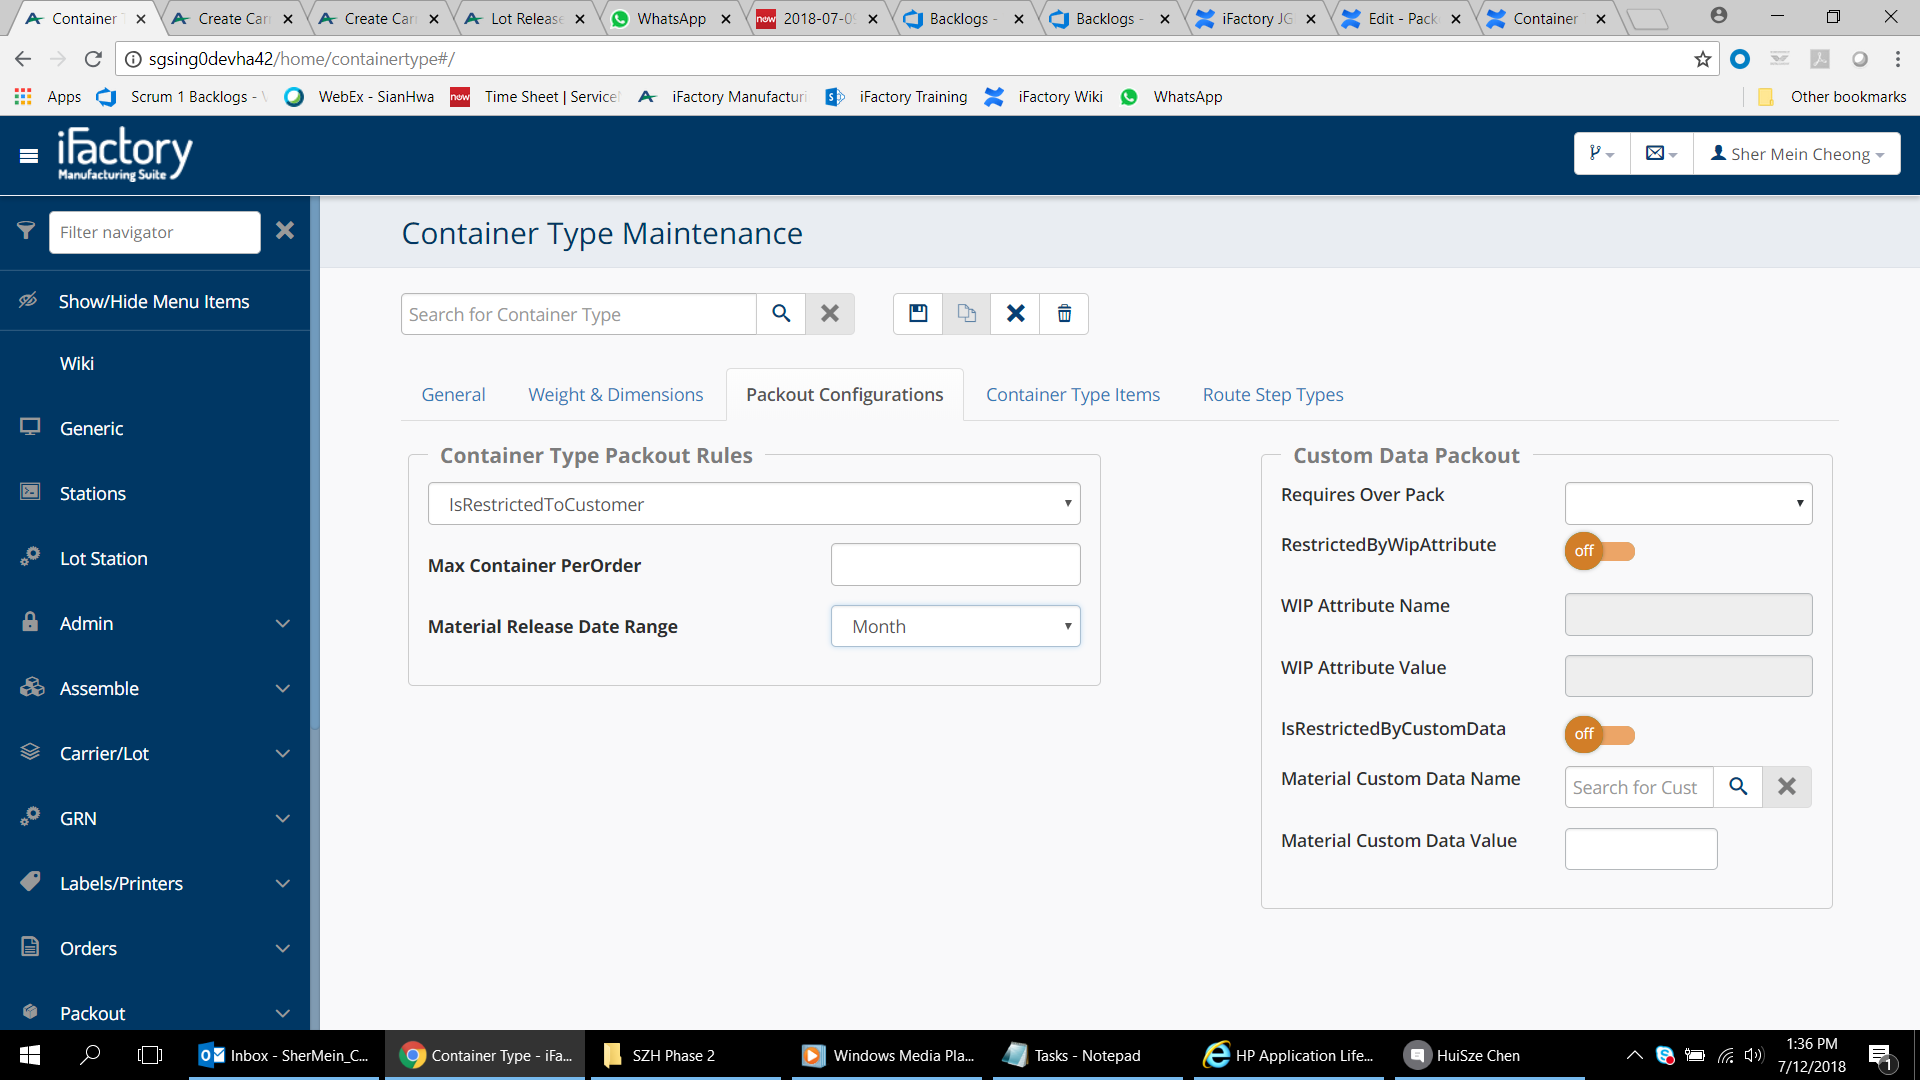 Container T
Create Carr
Create Carr
Lot Release
WhatsApp
now 2018-07-09
Backlogs -
Backlogs -
iFactory JG
Edit - Pack
Container
sgsing0devha42/home/containertype#/
Apps
Scrum 1 Backlogs -
WebEx - SianHwa
now Time Sheet | Service
iFactory Manufacturi
iFactory Training
iFactory Wiki
WhatsApp
Other bookmarks
iFactory
Manufacturing Suite
Sher Mein Cheong
Filter navigator
Show/Hide Menu Items
Wiki
Generic
Stations
Lot Station
Admin
Assemble
Carrier/Lot
GRN
Labels/Printers
Orders
Packout
Container Type Maintenance
Search for Container Type
General
Weight & Dimensions
Packout Configurations
Container Type Items
Route Step Types
Container Type Packout Rules
IsRestrictedToCustomer
Max Container PerOrder
Material Release Date Range
Month
Custom Data Packout
Requires Over Pack
RestrictedByWipAttribute
off
WIP Attribute Name
WIP Attribute Value
IsRestrictedByCustomData
off
Material Custom Data Name
Search for Cust
Material Custom Data Value
Inbox - SherMein_C...
Container Type - iFa...
SZH Phase 2
Windows Media Pla...
Tasks - Notepad
HP Application Life...
HuiSze Chen
1:36 PM
7/12/2018
1